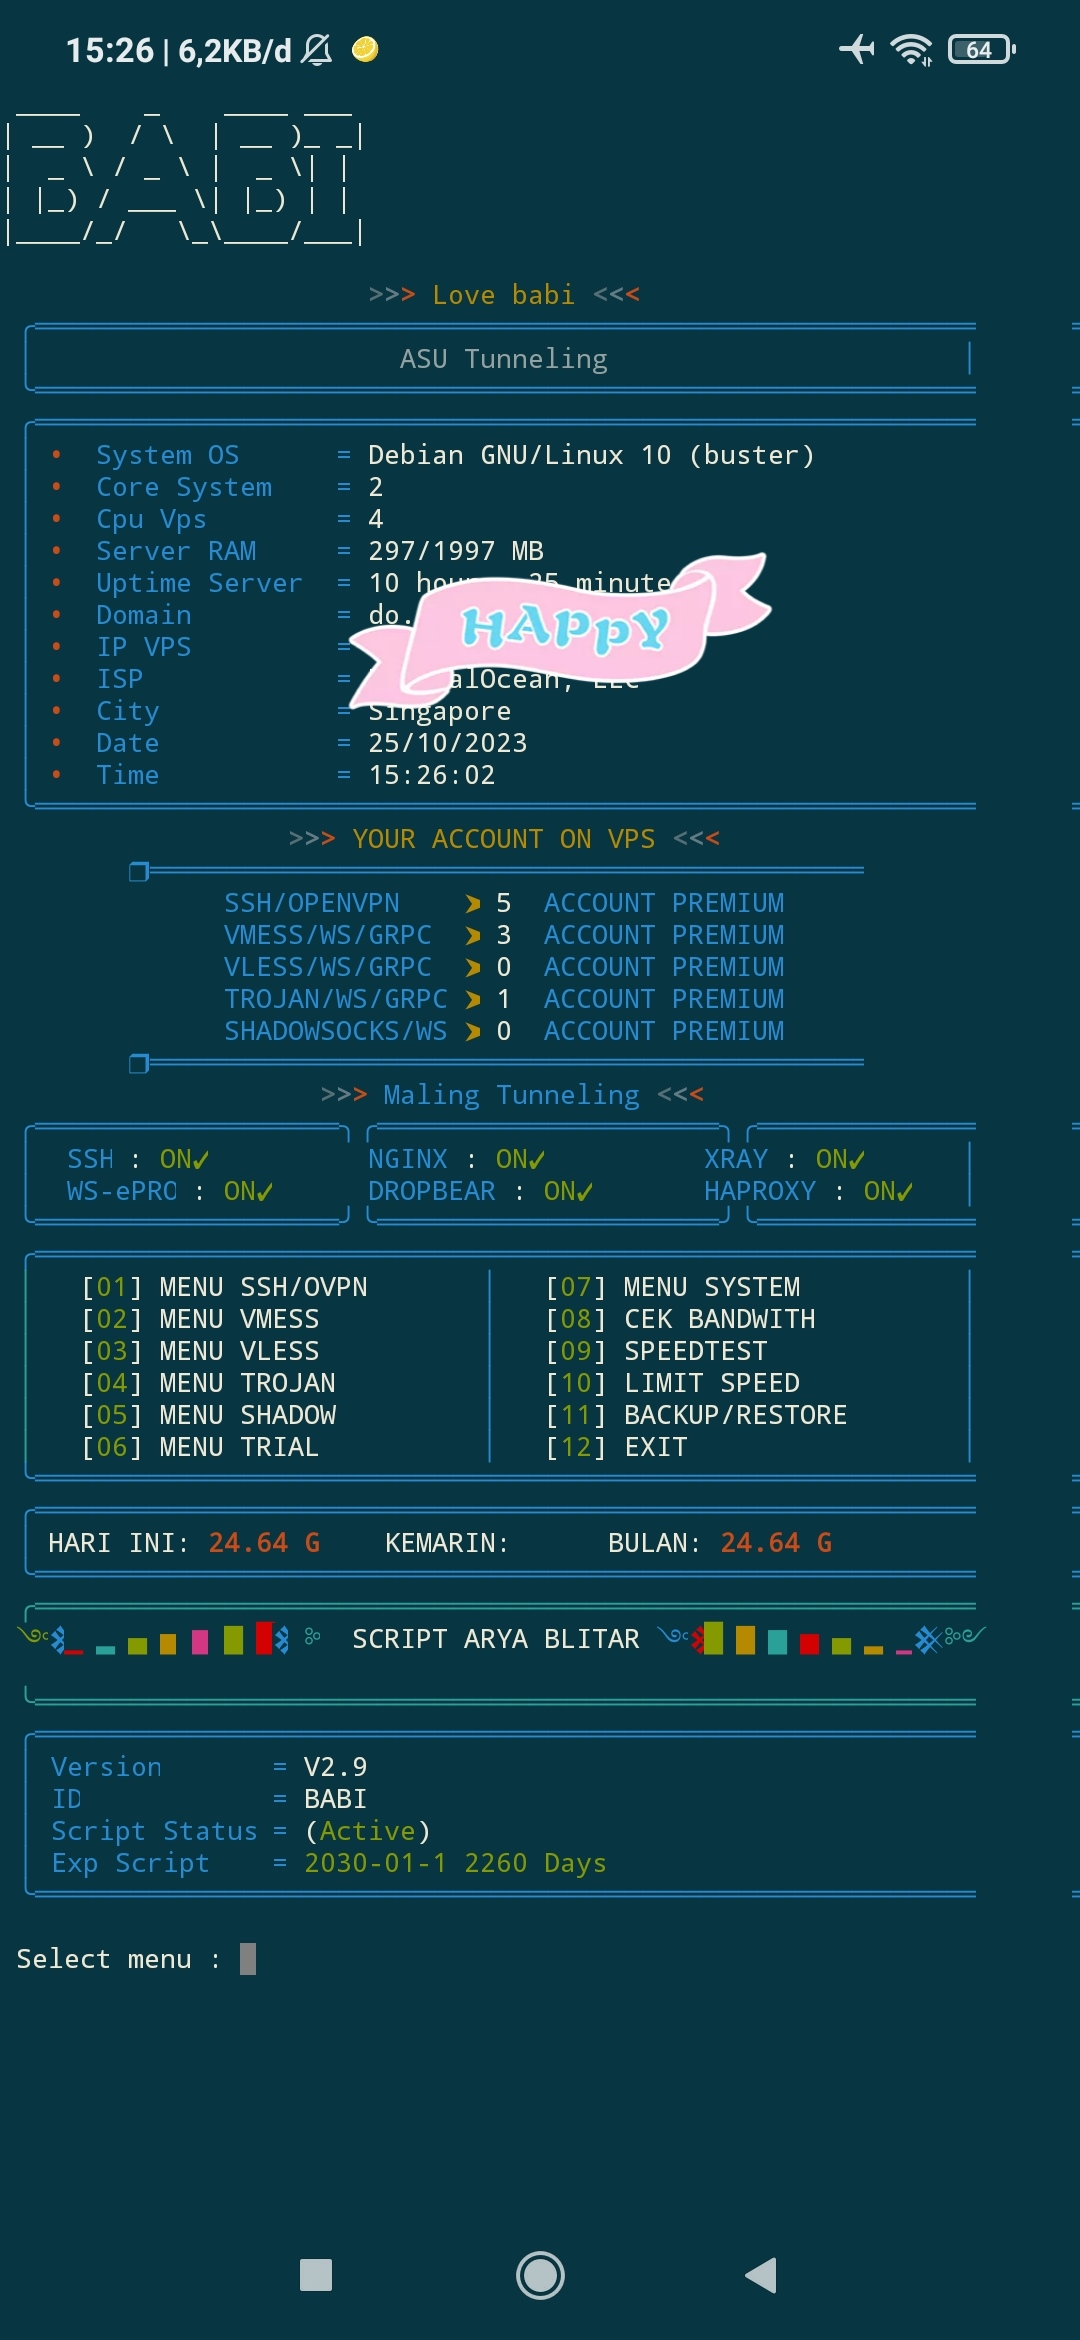 15:26 | 6,2KB/d 64
BABI
>>> Love babi <<<
ASU Tunneling
• System OS = Debian GNU/Linux 10 (buster)
• Core System = 2
• Cpu Vps = 4
• Server RAM = 297/1997 MB
• Uptime Server = 10
• Domain = do.
HAppY
• IP VPS =
• ISP =
• City = Singapore
• Date = 25/10/2023
• Time = 15:26:02
>>> YOUR ACCOUNT ON VPS <<<
SSH/OPENVPN ➤ 5 ACCOUNT PREMIUM
VMESS/WS/GRPC ➤ 3 ACCOUNT PREMIUM
VLESS/WS/GRPC ➤ 0 ACCOUNT PREMIUM
TROJAN/WS/GRPC ➤ 1 ACCOUNT PREMIUM
SHADOWSOCKS/WS ➤ 0 ACCOUNT PREMIUM
>>> Maling Tunneling <<<
SSH : ON✓ NGINX : ON✓ XRAY : ON✓
WS-ePRO : ON✓ DROPBEAR : ON✓ HAPROXY : ON✓
[01] MENU SSH/OVPN [07] MENU SYSTEM
[02] MENU VMESS [08] CEK BANDWITH
[03] MENU VLESS [09] SPEEDTEST
[04] MENU TROJAN [10] LIMIT SPEED
[05] MENU SHADOW [11] BACKUP/RESTORE
[06] MENU TRIAL [12] EXIT
HARI INI: 24.64 G KEMARIN: BULAN: 24.64 G
SCRIPT ARYA BLITAR
Version = V2.9
ID = BABI
Script Status = (Active)
Exp Script = 2030-01-1 2260 Days
Select menu :